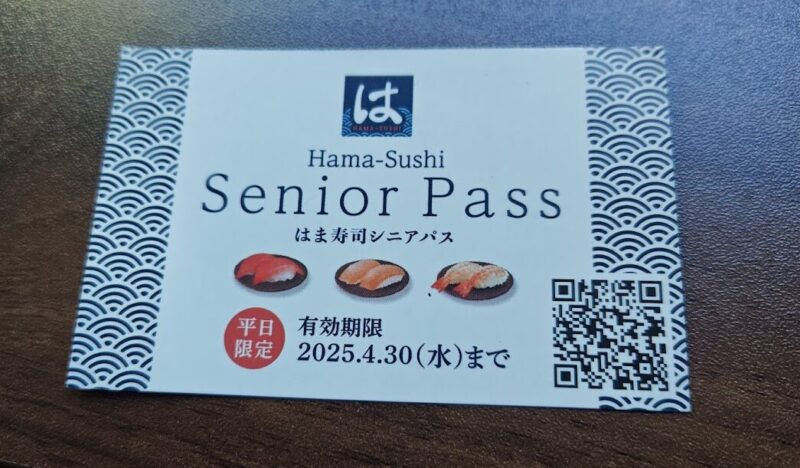 は
HAMA-SUSHI
Hama-Sushi
Senior Pass
はま寿司シニアパス
平日
限定
有効期限
2025.4.30(水)まで